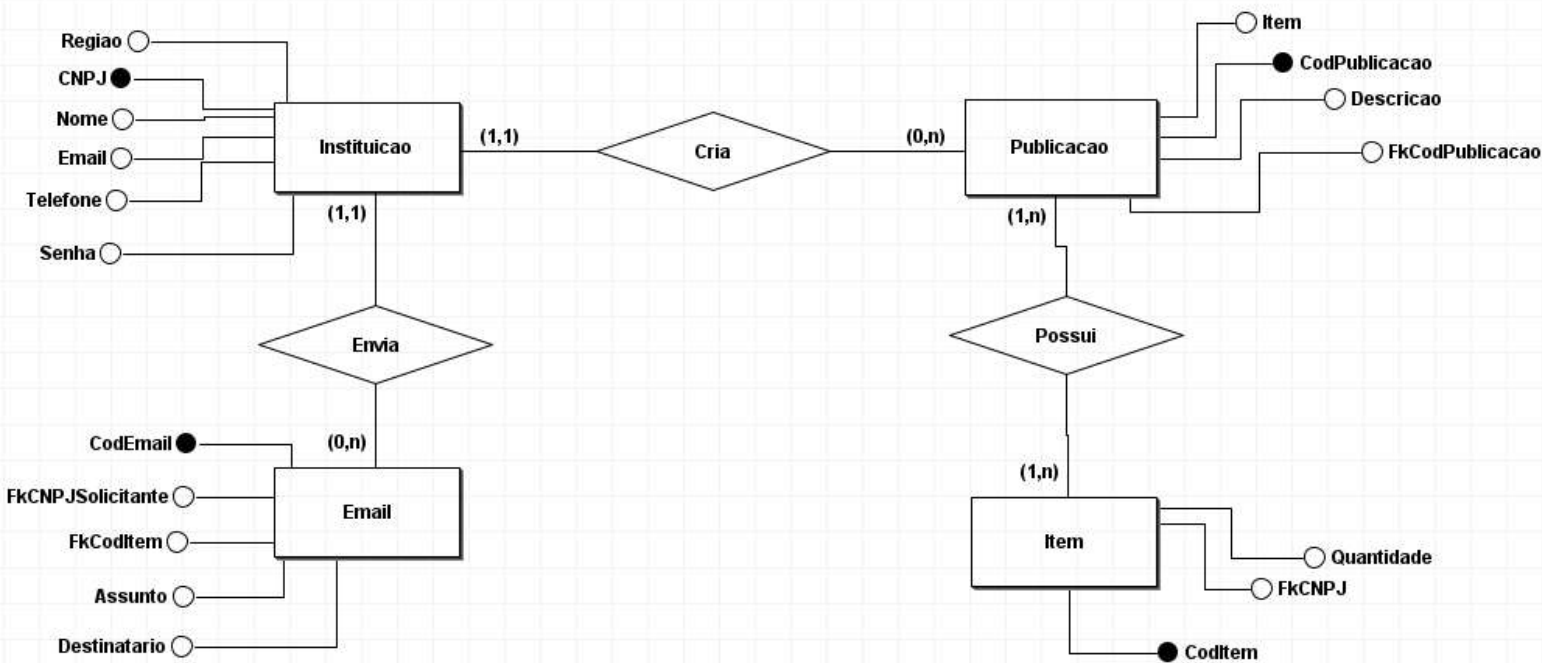 Regiao
CNPJ
Nome
Email
Telefone
Senha
Instituicao
(1,1)
Cria
(0,n)
Publicacao
Item
CodPublicacao
Descricao
FkCodPublicacao
(1,1)
(1,n)
Envia
Possui
(0,n)
(1,n)
CodEmail
FkCNPJSolicitante
FkCodItem
Assunto
Destinatario
Email
Item
Quantidade
FkCNPJ
CodItem